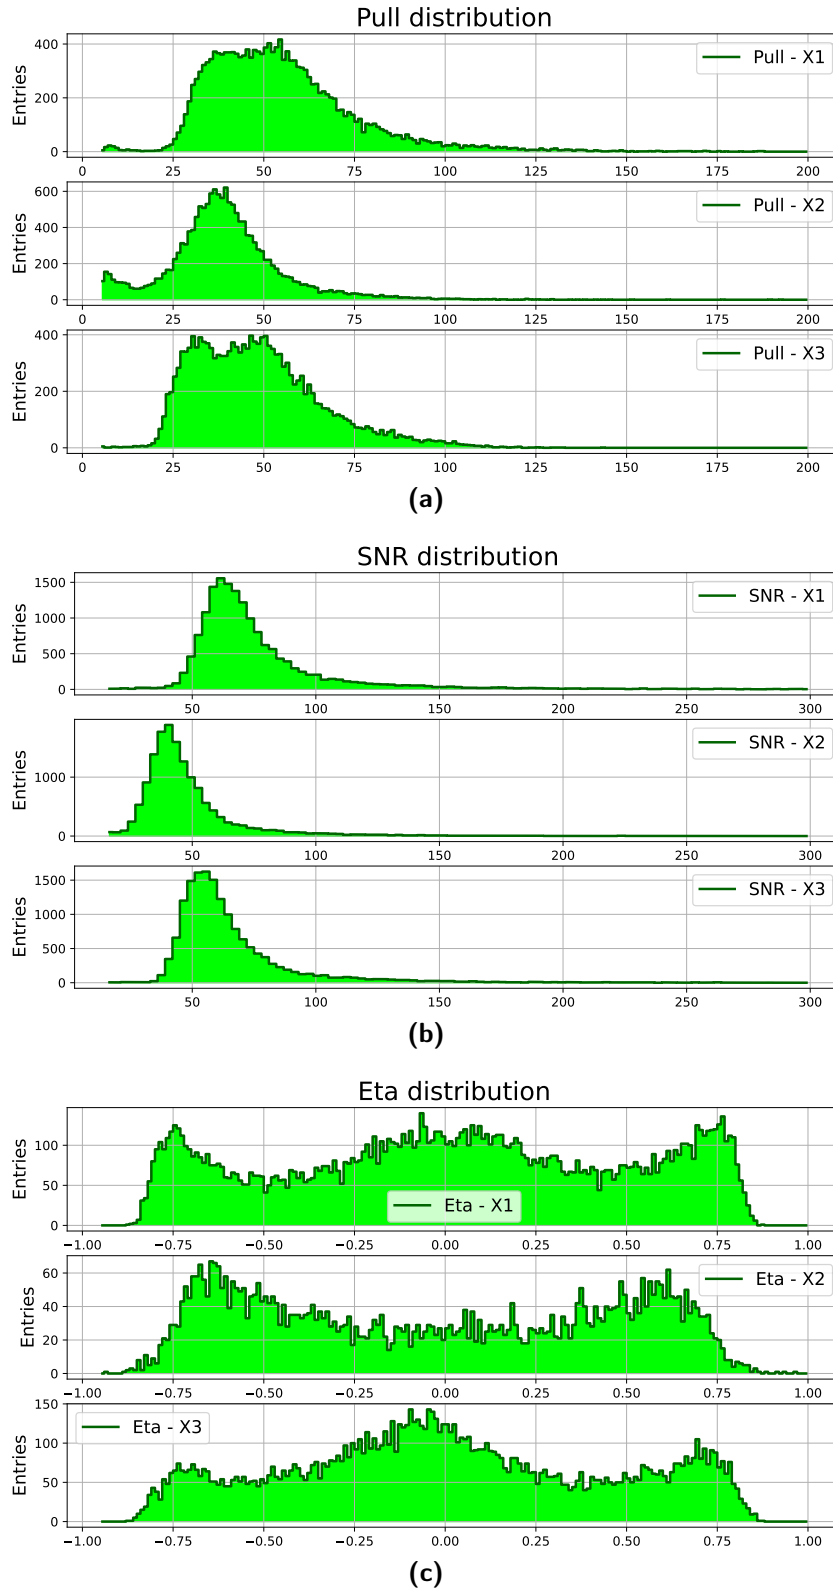 Pull distribution
400
200
0
Entries
Pull - X1
0 25 50 75 100 125 150 175 200
600
400
200
0
Entries
Pull - X2
0 25 50 75 100 125 150 175 200
400
200
0
Entries
Pull - X3
0 25 50 75 100 125 150 175 200
(a)
SNR distribution
1500
1000
500
0
Entries
SNR - X1
50 100 150 200 250 300
1000
0
Entries
SNR - X2
50 100 150 200 250 300
1500
1000
500
0
Entries
SNR - X3
50 100 150 200 250 300
(b)
Eta distribution
100
50
0
Entries
Eta - X1
−1.00 −0.75 −0.50 −0.25 0.00 0.25 0.50 0.75 1.00
60
40
20
0
Entries
Eta - X2
−1.00 −0.75 −0.50 −0.25 0.00 0.25 0.50 0.75 1.00
150
100
50
0
Entries
Eta - X3
−1.00 −0.75 −0.50 −0.25 0.00 0.25 0.50 0.75 1.00
(c)